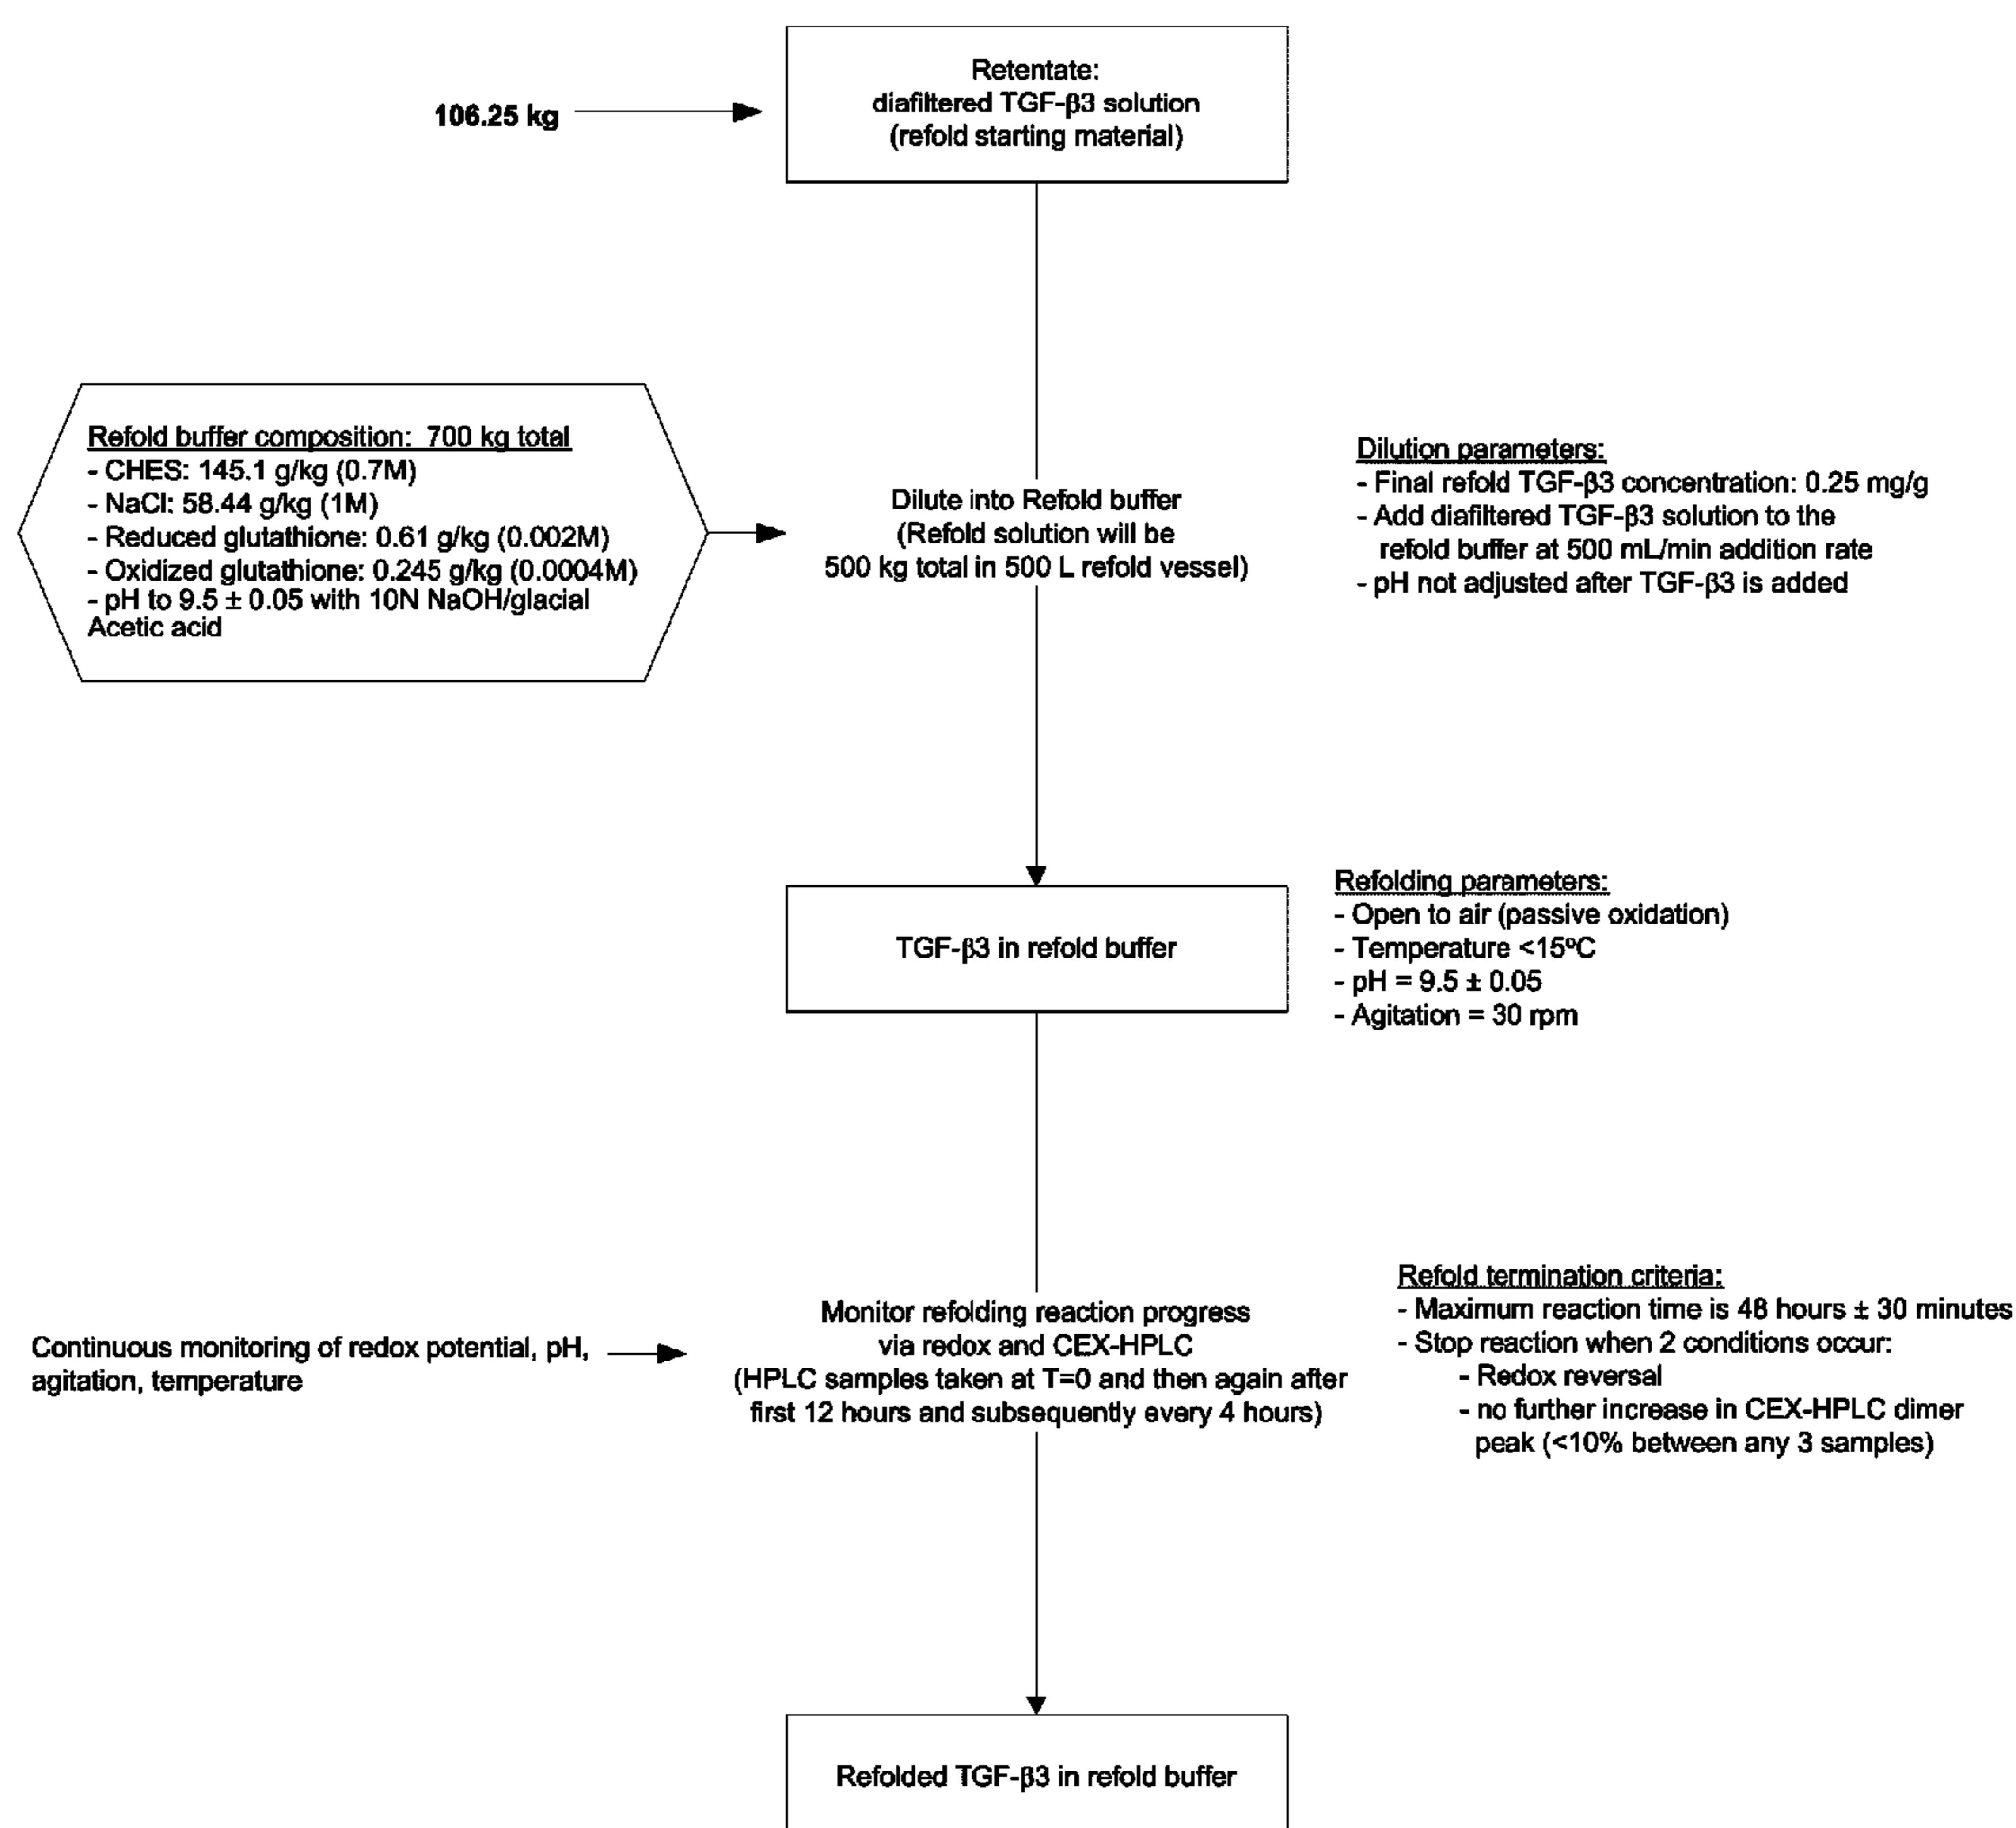 106.25 kg
Retentate:
diafiltered TGF-β3 solution
(refold starting material)
Refold buffer composition: 700 kg total
- CHES: 145.1 g/kg (0.7M)
- NaCl: 58.44 g/kg (1M)
- Reduced glutathione: 0.61 g/kg (0.002M)
- Oxidized glutathione: 0.245 g/kg (0.0004M)
- pH to 9.5 ± 0.05 with 10N NaOH/glacial
Acetic acid
Dilute into Refold buffer
(Refold solution will be
500 kg total in 500 L refold vessel)
Dilution parameters:
- Final refold TGF-β3 concentration: 0.25 mg/g
- Add diafiltered TGF-β3 solution to the
refold buffer at 500 mL/min addition rate
- pH not adjusted after TGF-β3 is added
TGF-β3 in refold buffer
Refolding parameters:
- Open to air (passive oxidation)
- Temperature <15ºC
- pH = 9.5 ± 0.05
- Agitation = 30 rpm
Continuous monitoring of redox potential, pH,
agitation, temperature
Monitor refolding reaction progress
via redox and CEX-HPLC
(HPLC samples taken at T=0 and then again after
first 12 hours and subsequently every 4 hours)
Refold termination criteria:
- Maximum reaction time is 48 hours ± 30 minutes
- Stop reaction when 2 conditions occur:
- Redox reversal
- no further increase in CEX-HPLC dimer
peak (<10% between any 3 samples)
Refolded TGF-β3 in refold buffer